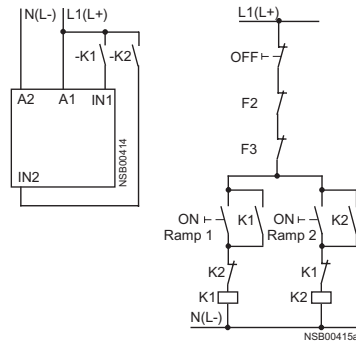 N(L-) L1(L+)
-K1 -K2
A2 A1 IN1
IN2
NSB00414
L1(L+)
OFF
F2
F3
ON K1 ON K2
Ramp 1 Ramp 2
K2 K1
K1 K2
N(L-)
NSB00415a